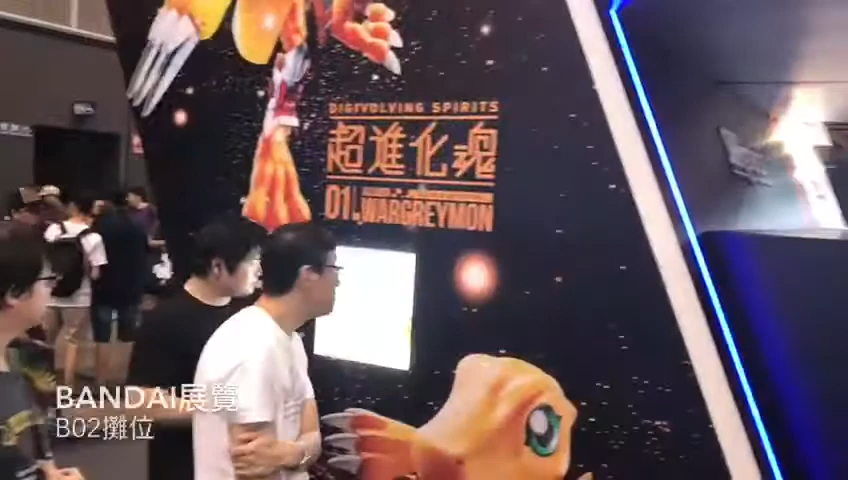 DIGIVOLVING SPIRITS
超進化魂
01. WARGREYMON
BANDAI展覽
B02攤位